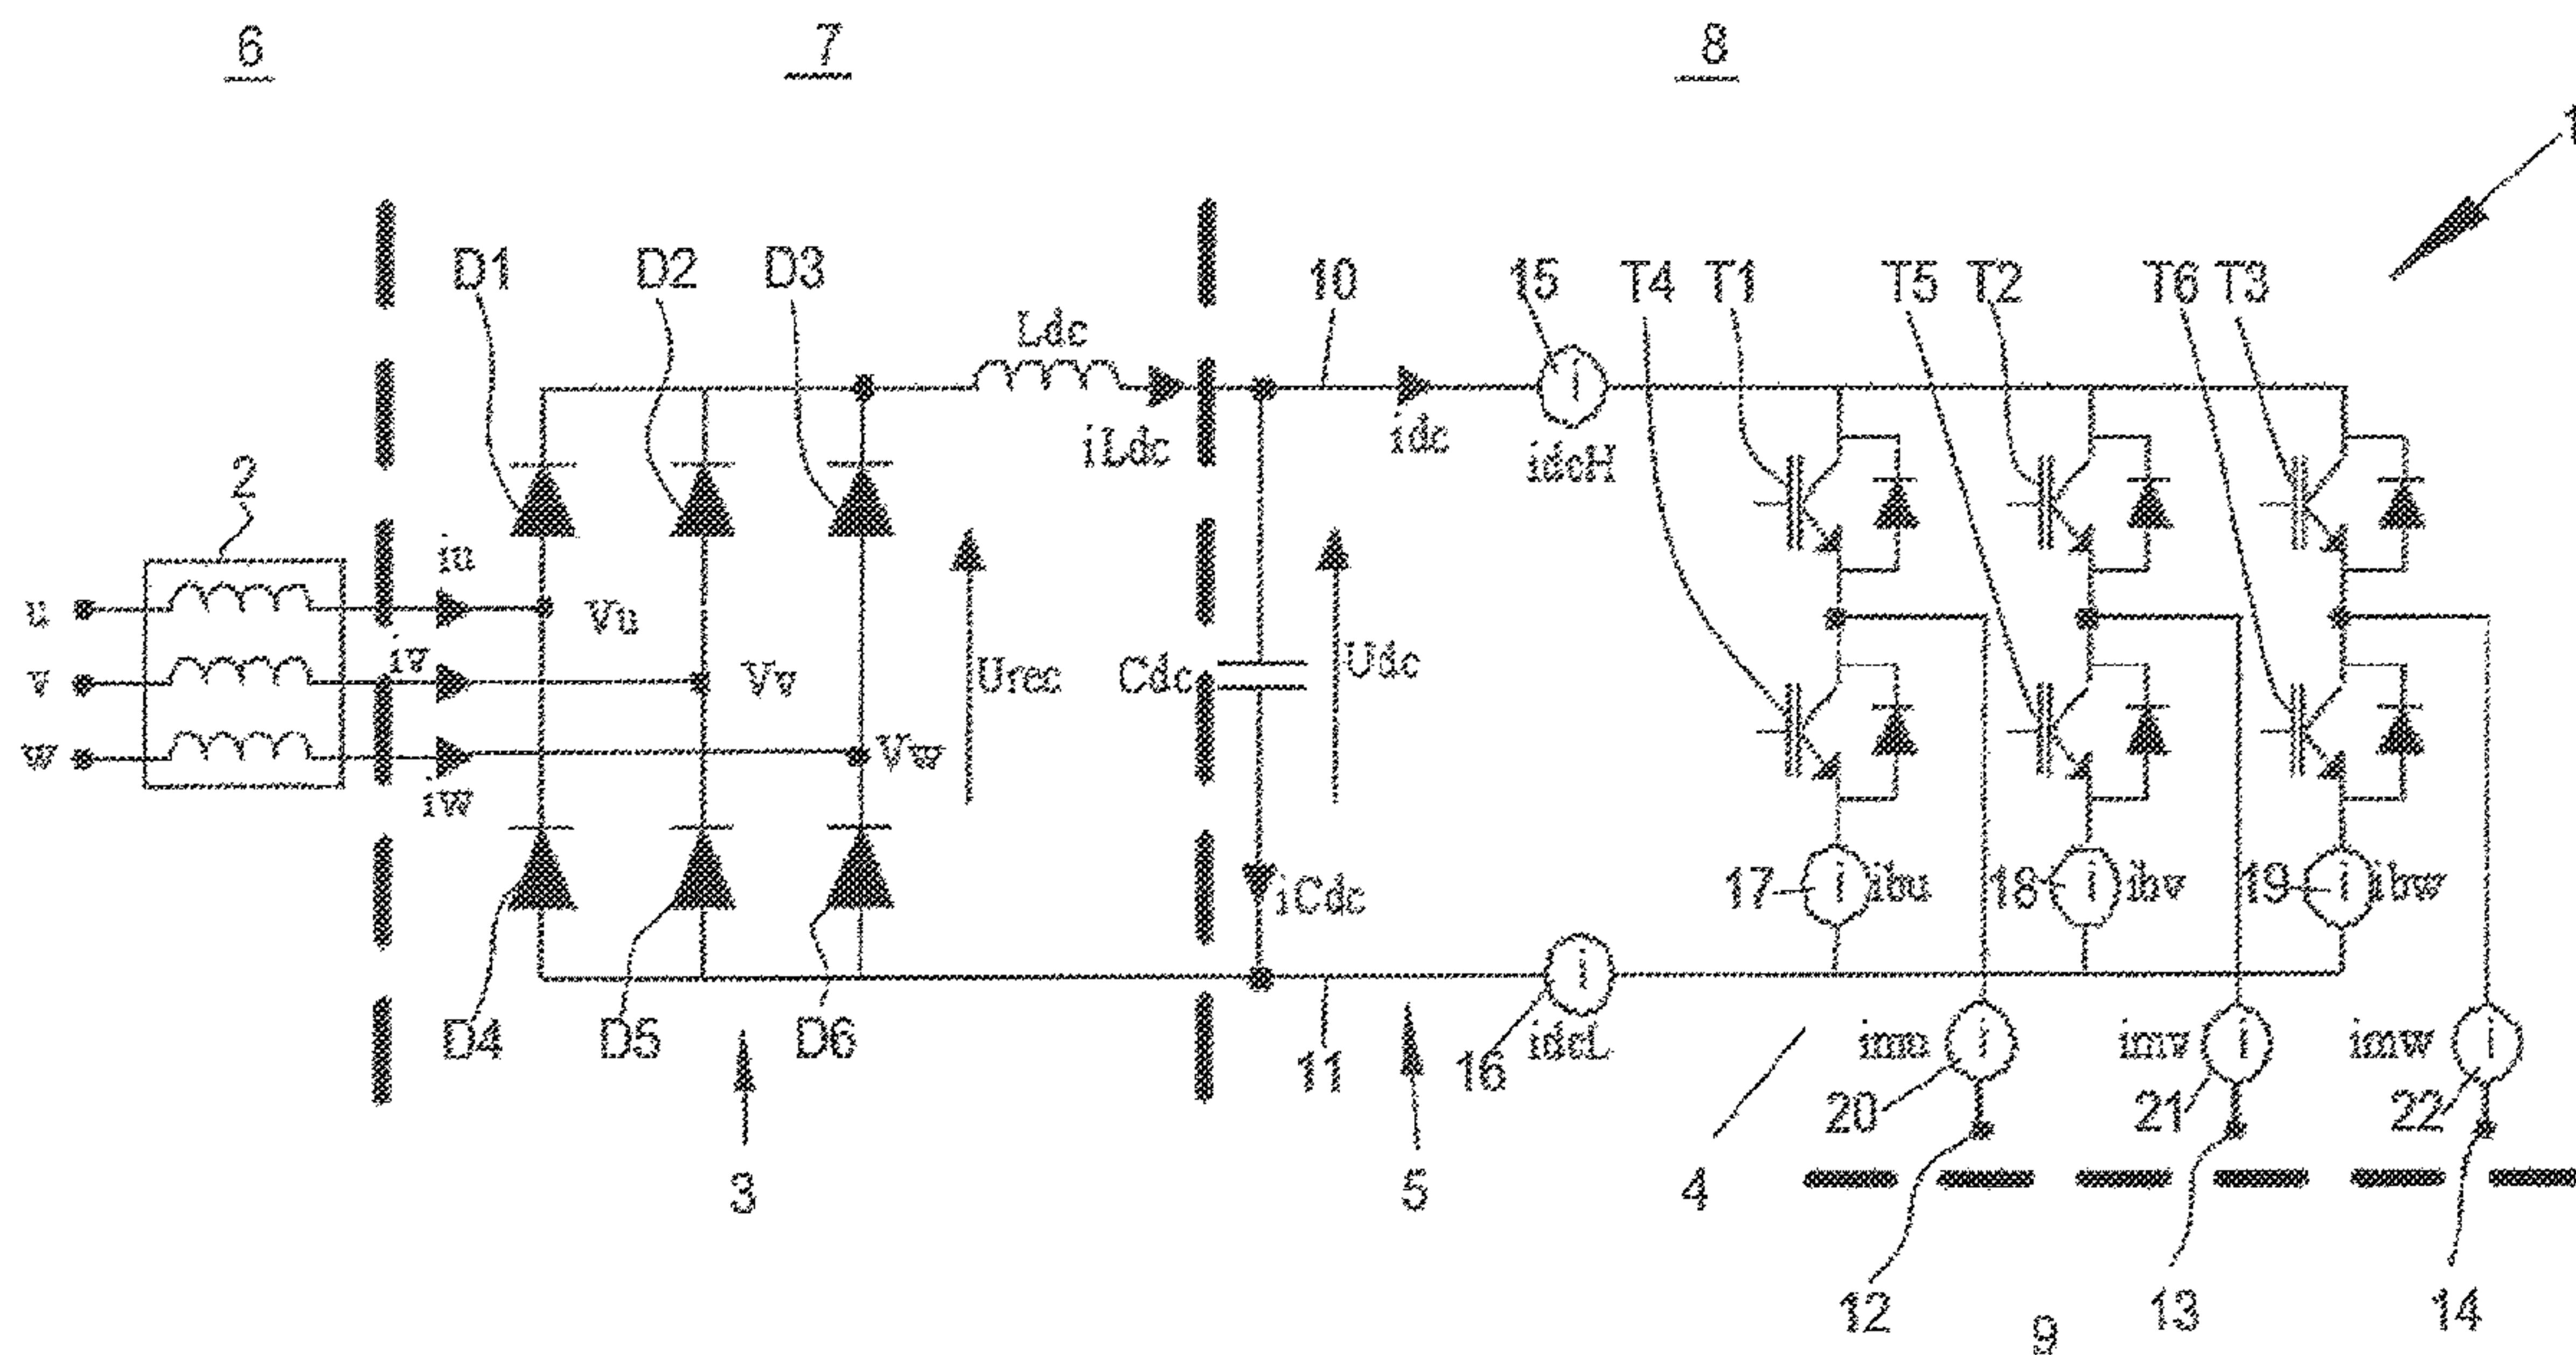 6 7 8
1
D1 D2 D3 10 15 T4 T1 T5 T2 T6 T3
Ldc
iLdc idc idcH
2
iu
u Vu
iv
v Vv Urec Cdc Udc
w Vw
iw
17 i ibu 18 i ibv 19 i ibw
iCdc
i
i
D4 D5 D6 11 16 idcL imu i imv i imw i
20 21 22
3 5 4
12 13 14
9